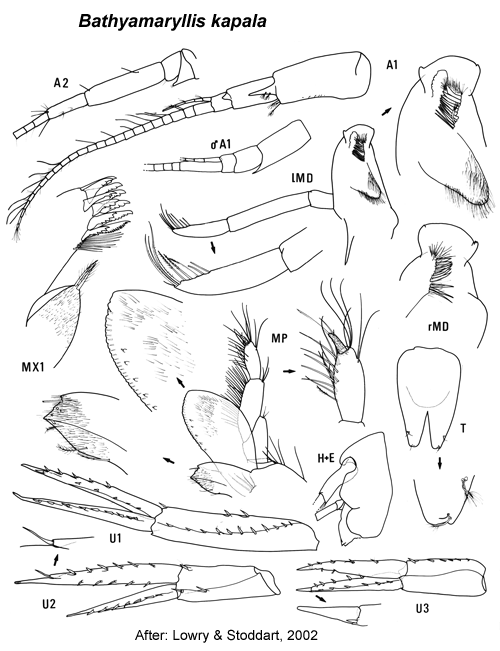 Bathyamaryllis kapala
A2
A1
♂A1
lMD
rMD
MX1
MP
T
H+E
U1
U2
U3
After: Lowry & Stoddart, 2002